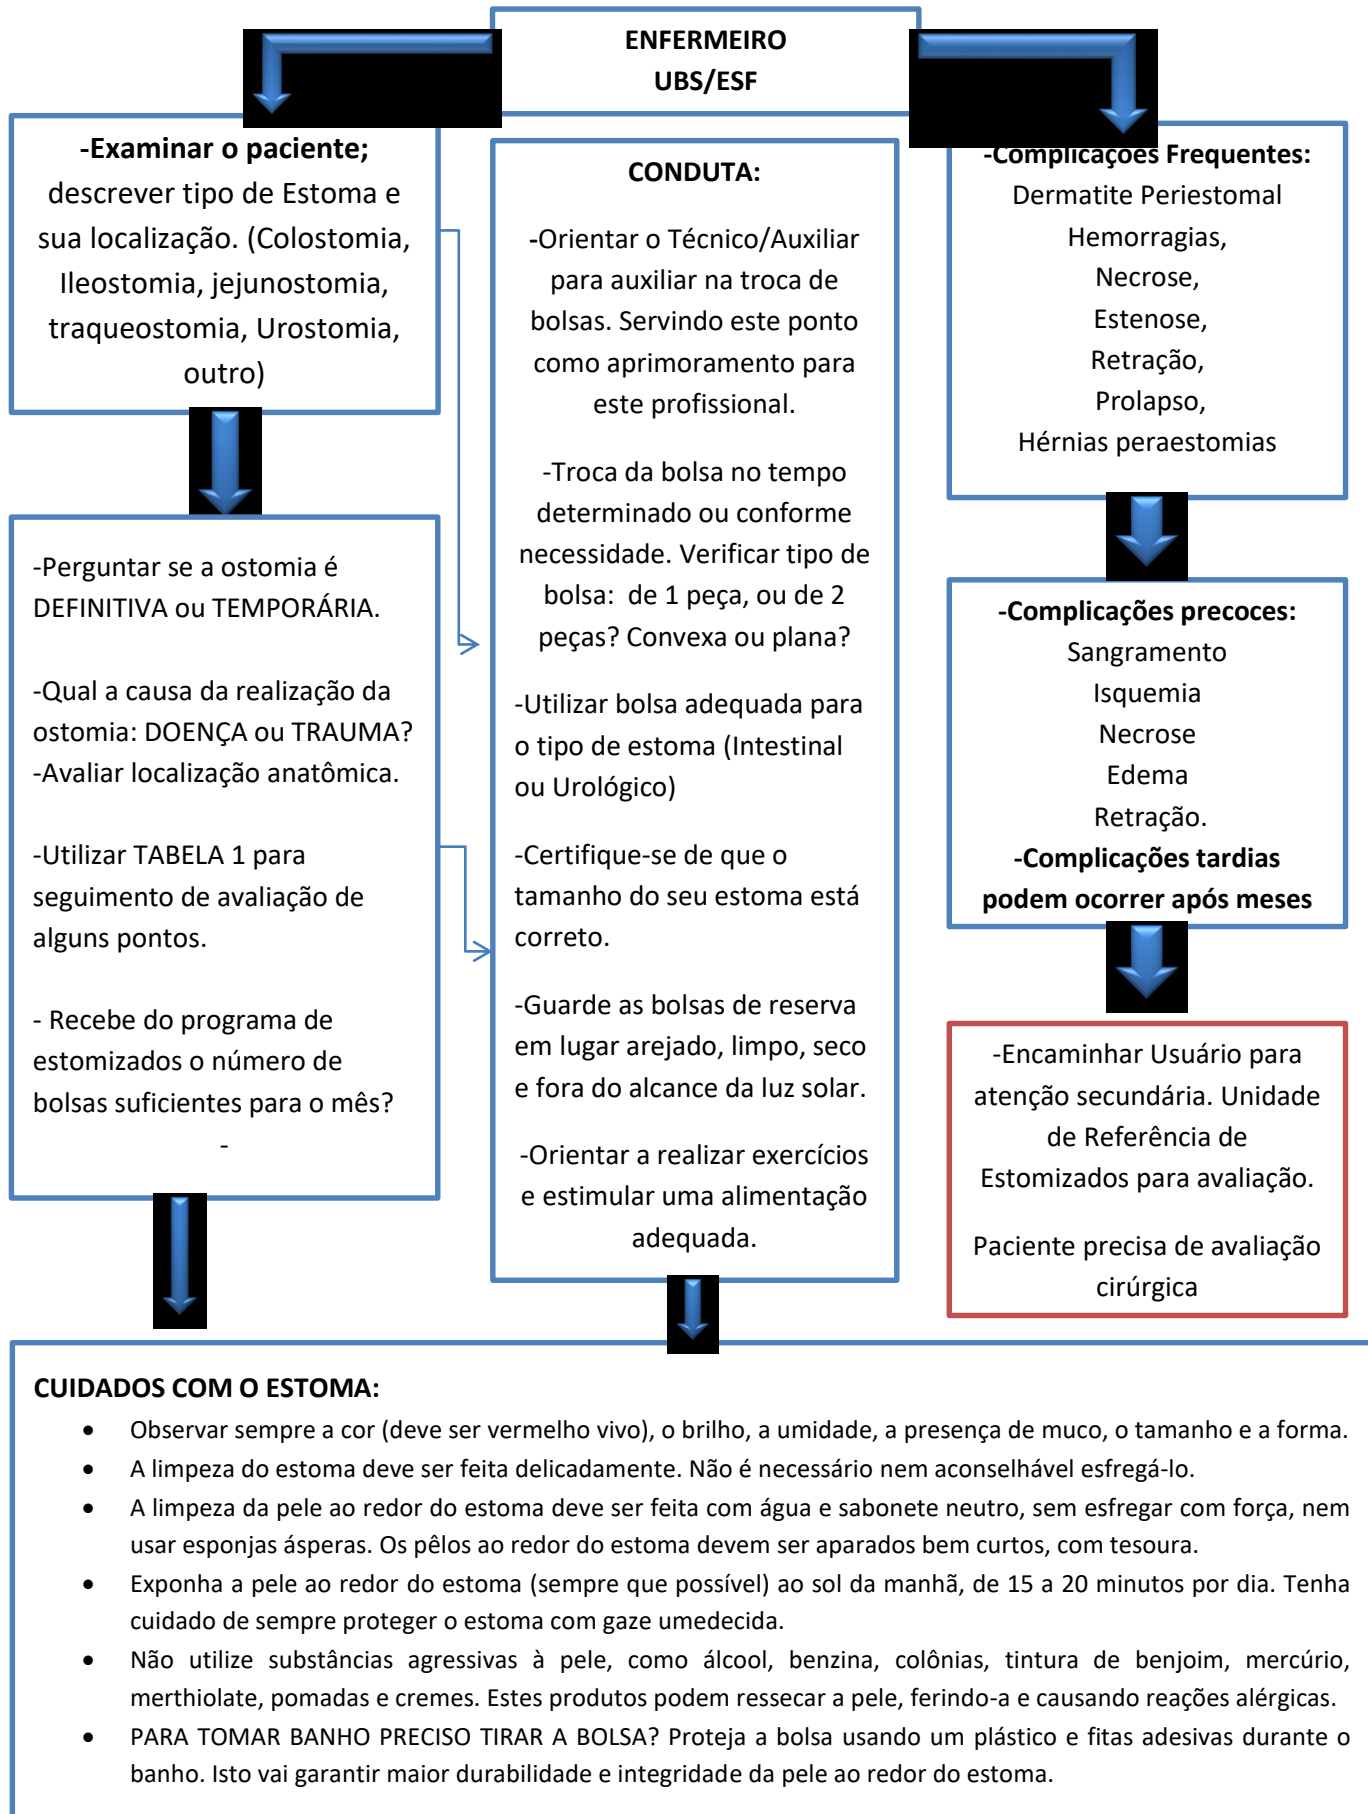 ENFERMEIRO
UBS/ESF
-Examinar o paciente;
descrever tipo de Estoma e
sua localização. (Colostomia,
Ileostomia, jejunostomia,
traqueostomia, Urostomia,
outro)
-Perguntar se a ostomia é
DEFINITIVA ou TEMPORÁRIA.
-Qual a causa da realização da
ostomia: DOENÇA ou TRAUMA?
-Avaliar localização anatômica.
-Utilizar TABELA 1 para
seguimento de avaliação de
alguns pontos.
- Recebe do programa de
estomizados o número de
bolsas suficientes para o mês?
-
CONDUTA:
-Orientar o Técnico/Auxiliar
para auxiliar na troca de
bolsas. Servindo este ponto
como aprimoramento para
este profissional.
-Troca da bolsa no tempo
determinado ou conforme
necessidade. Verificar tipo de
bolsa: de 1 peça, ou de 2
peças? Convexa ou plana?
-Utilizar bolsa adequada para
o tipo de estoma (Intestinal
ou Urológico)
-Certifique-se de que o
tamanho do seu estoma está
correto.
-Guarde as bolsas de reserva
em lugar arejado, limpo, seco
e fora do alcance da luz solar.
-Orientar a realizar exercícios
e estimular uma alimentação
adequada.
-Complicações Frequentes:
Dermatite Periestomal
Hemorragias,
Necrose,
Estenose,
Retração,
Prolapso,
Hérnias peraestomias
-Complicações precoces:
Sangramento
Isquemia
Necrose
Edema
Retração.
-Complicações tardias
podem ocorrer após meses
-Encaminhar Usuário para
atenção secundária. Unidade
de Referência de
Estomizados para avaliação.
Paciente precisa de avaliação
cirúrgica
CUIDADOS COM O ESTOMA:
• Observar sempre a cor (deve ser vermelho vivo), o brilho, a umidade, a presença de muco, o tamanho e a forma.
• A limpeza do estoma deve ser feita delicadamente. Não é necessário nem aconselhável esfregá-lo.
• A limpeza da pele ao redor do estoma deve ser feita com água e sabonete neutro, sem esfregar com força, nem
usar esponjas ásperas. Os pêlos ao redor do estoma devem ser aparados bem curtos, com tesoura.
• Exponha a pele ao redor do estoma (sempre que possível) ao sol da manhã, de 15 a 20 minutos por dia. Tenha
cuidado de sempre proteger o estoma com gaze umedecida.
• Não utilize substâncias agressivas à pele, como álcool, benzina, colônias, tintura de benjoim, mercúrio,
merthiolate, pomadas e cremes. Estes produtos podem ressecar a pele, ferindo-a e causando reações alérgicas.
• PARA TOMAR BANHO PRECISO TIRAR A BOLSA? Proteja a bolsa usando um plástico e fitas adesivas durante o
banho. Isto vai garantir maior durabilidade e integridade da pele ao redor do estoma.